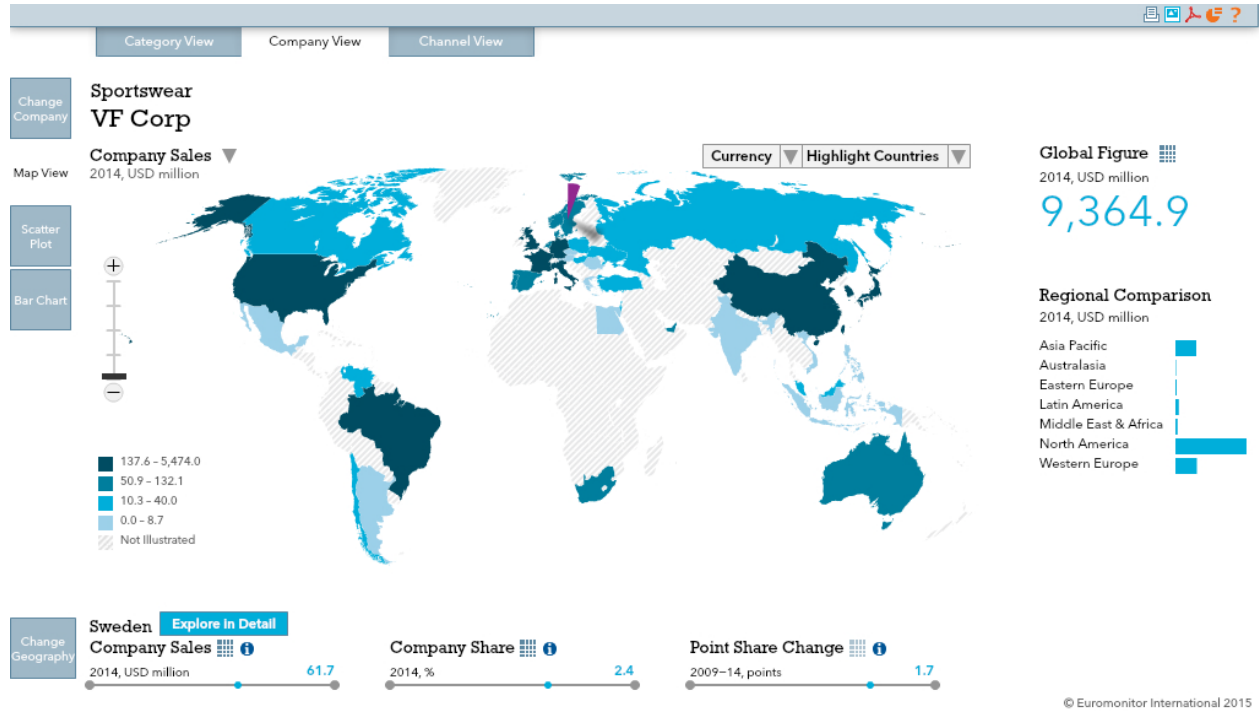 Category View
Company View
Channel View
Change
Company
Sportswear
VF Corp
Company Sales
2014, USD million
Map View
Scatter
Plot
Bar Chart
Currency
Highlight Countries
+
−
137.6 – 5,474.0
50.9 – 132.1
10.3 – 40.0
0.0 – 8.7
Not Illustrated
Global Figure
2014, USD million
9,364.9
Regional Comparison
2014, USD million
Asia Pacific
Australasia
Eastern Europe
Latin America
Middle East & Africa
North America
Western Europe
Change
Geography
Sweden
Explore in Detail
Company Sales
2014, USD million
61.7
Company Share
2014, %
2.4
Point Share Change
2009–14, points
1.7
© Euromonitor International 2015